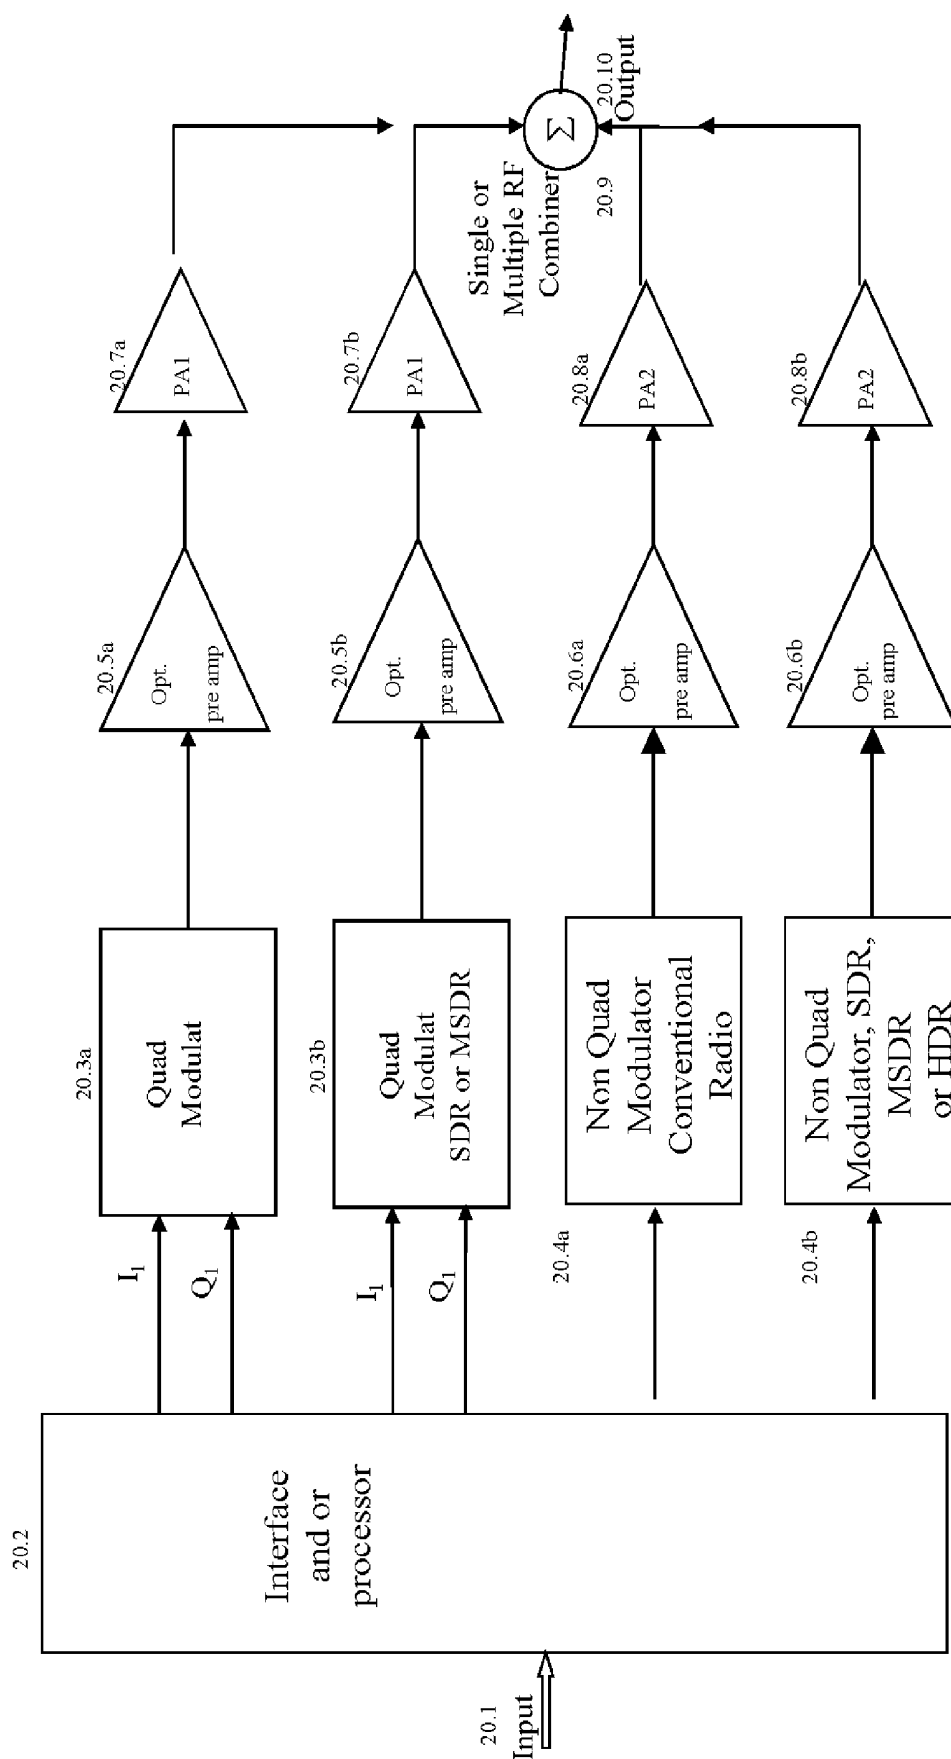 20.1
Input
20.2
Interface
and or
processor
I1
Q1
20.3a
Quad
Modulat
20.5a
Opt.
pre amp
20.7a
PA1
I1
Q1
20.3b
Quad
Modulat
SDR or MSDR
20.5b
Opt.
pre amp
20.7b
PA1
20.4a
Non Quad
Modulator
Conventional
Radio
20.6a
Opt.
pre amp
20.8a
PA2
20.4b
Non Quad
Modulator, SDR,
MSDR
or HDR
20.6b
Opt.
pre amp
20.8b
PA2
Single or
Multiple RF
Combiner
20.9
Σ
20.10
Output